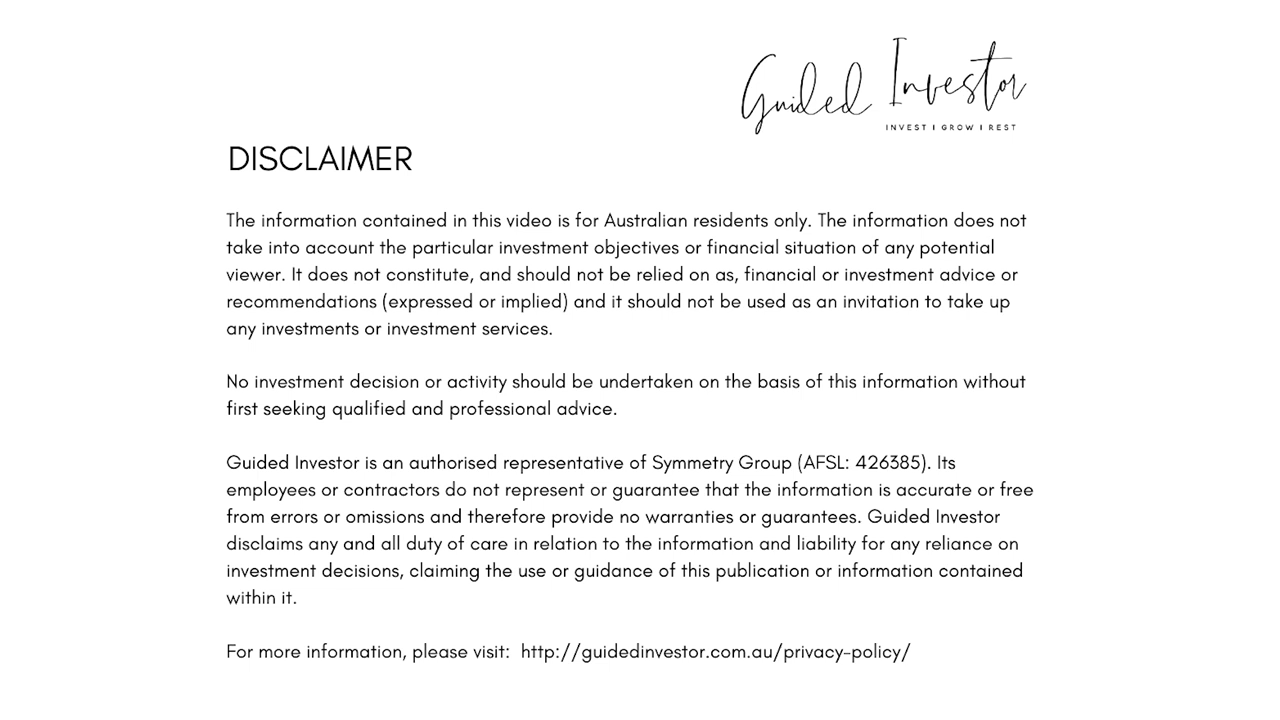 Guided Investor
INVEST | GROW | REST
DISCLAIMER
The information contained in this video is for Australian residents only. The information does not
take into account the particular investment objectives or financial situation of any potential
viewer. It does not constitute, and should not be relied on as, financial or investment advice or
recommendations (expressed or implied) and it should not be used as an invitation to take up
any investments or investment services.
No investment decision or activity should be undertaken on the basis of this information without
first seeking qualified and professional advice.
Guided Investor is an authorised representative of Symmetry Group (AFSL: 426385). Its
employees or contractors do not represent or guarantee that the information is accurate or free
from errors or omissions and therefore provide no warranties or guarantees. Guided Investor
disclaims any and all duty of care in relation to the information and liability for any reliance on
investment decisions, claiming the use or guidance of this publication or information contained
within it.
For more information, please visit:  http://guidedinvestor.com.au/privacy-policy/